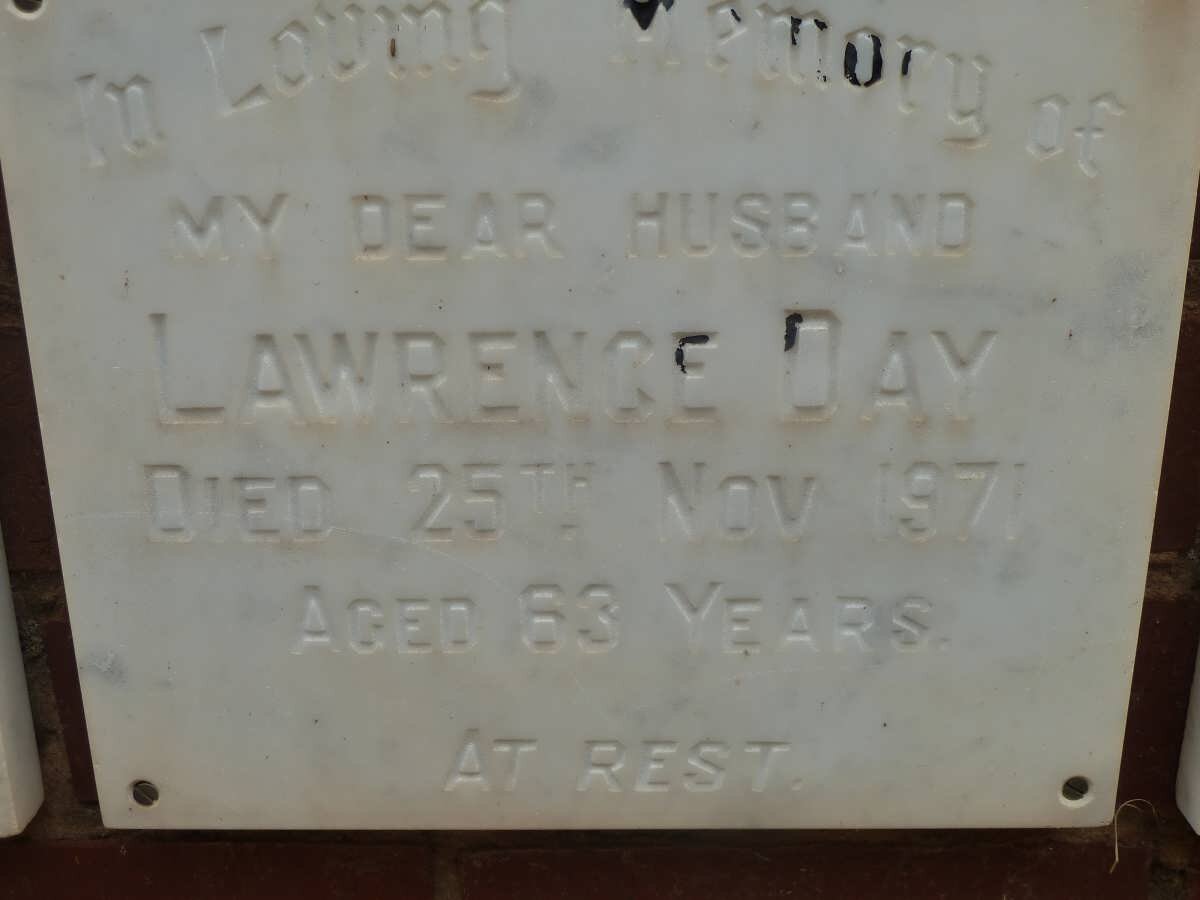 In Loving Memory of
MY DEAR HUSBAND
LAWRENCE DAY
DIED 25TH NOV 1971
AGED 63 YEARS.
AT REST.